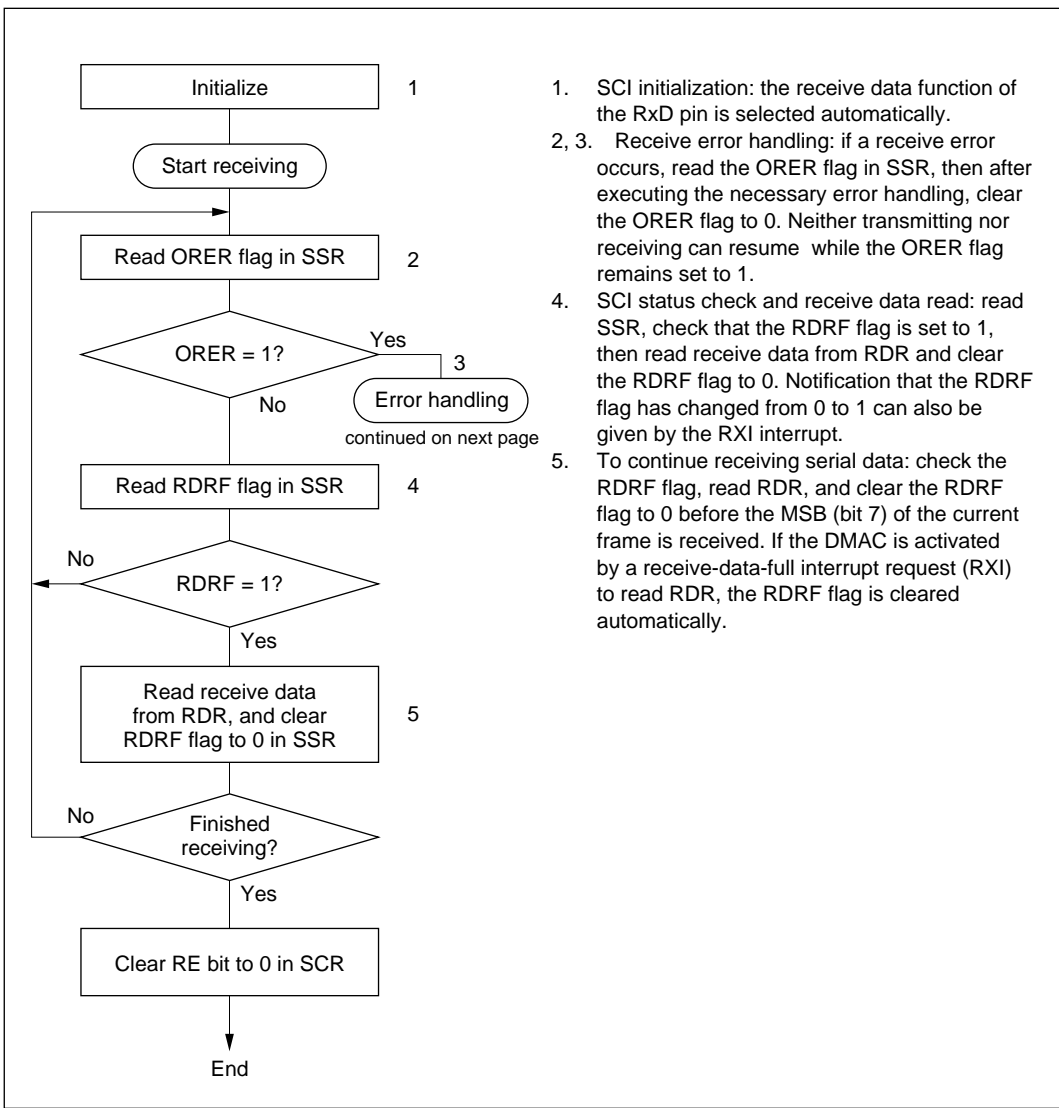 Initialize
1
Start receiving
Read ORER flag in SSR
2
ORER = 1?
Yes
3
No
Error handling
continued on next page
Read RDRF flag in SSR
4
No
RDRF = 1?
Yes
Read receive data
from RDR, and clear
RDRF flag to 0 in SSR
5
No
Finished
receiving?
Yes
Clear RE bit to 0 in SCR
End
1. SCI initialization: the receive data function of
the RxD pin is selected automatically.
2, 3. Receive error handling: if a receive error
occurs, read the ORER flag in SSR, then after
executing the necessary error handling, clear
the ORER flag to 0. Neither transmitting nor
receiving can resume while the ORER flag
remains set to 1.
4. SCI status check and receive data read: read
SSR, check that the RDRF flag is set to 1,
then read receive data from RDR and clear
the RDRF flag to 0. Notification that the RDRF
flag has changed from 0 to 1 can also be
given by the RXI interrupt.
5. To continue receiving serial data: check the
RDRF flag, read RDR, and clear the RDRF
flag to 0 before the MSB (bit 7) of the current
frame is received. If the DMAC is activated
by a receive-data-full interrupt request (RXI)
to read RDR, the RDRF flag is cleared
automatically.